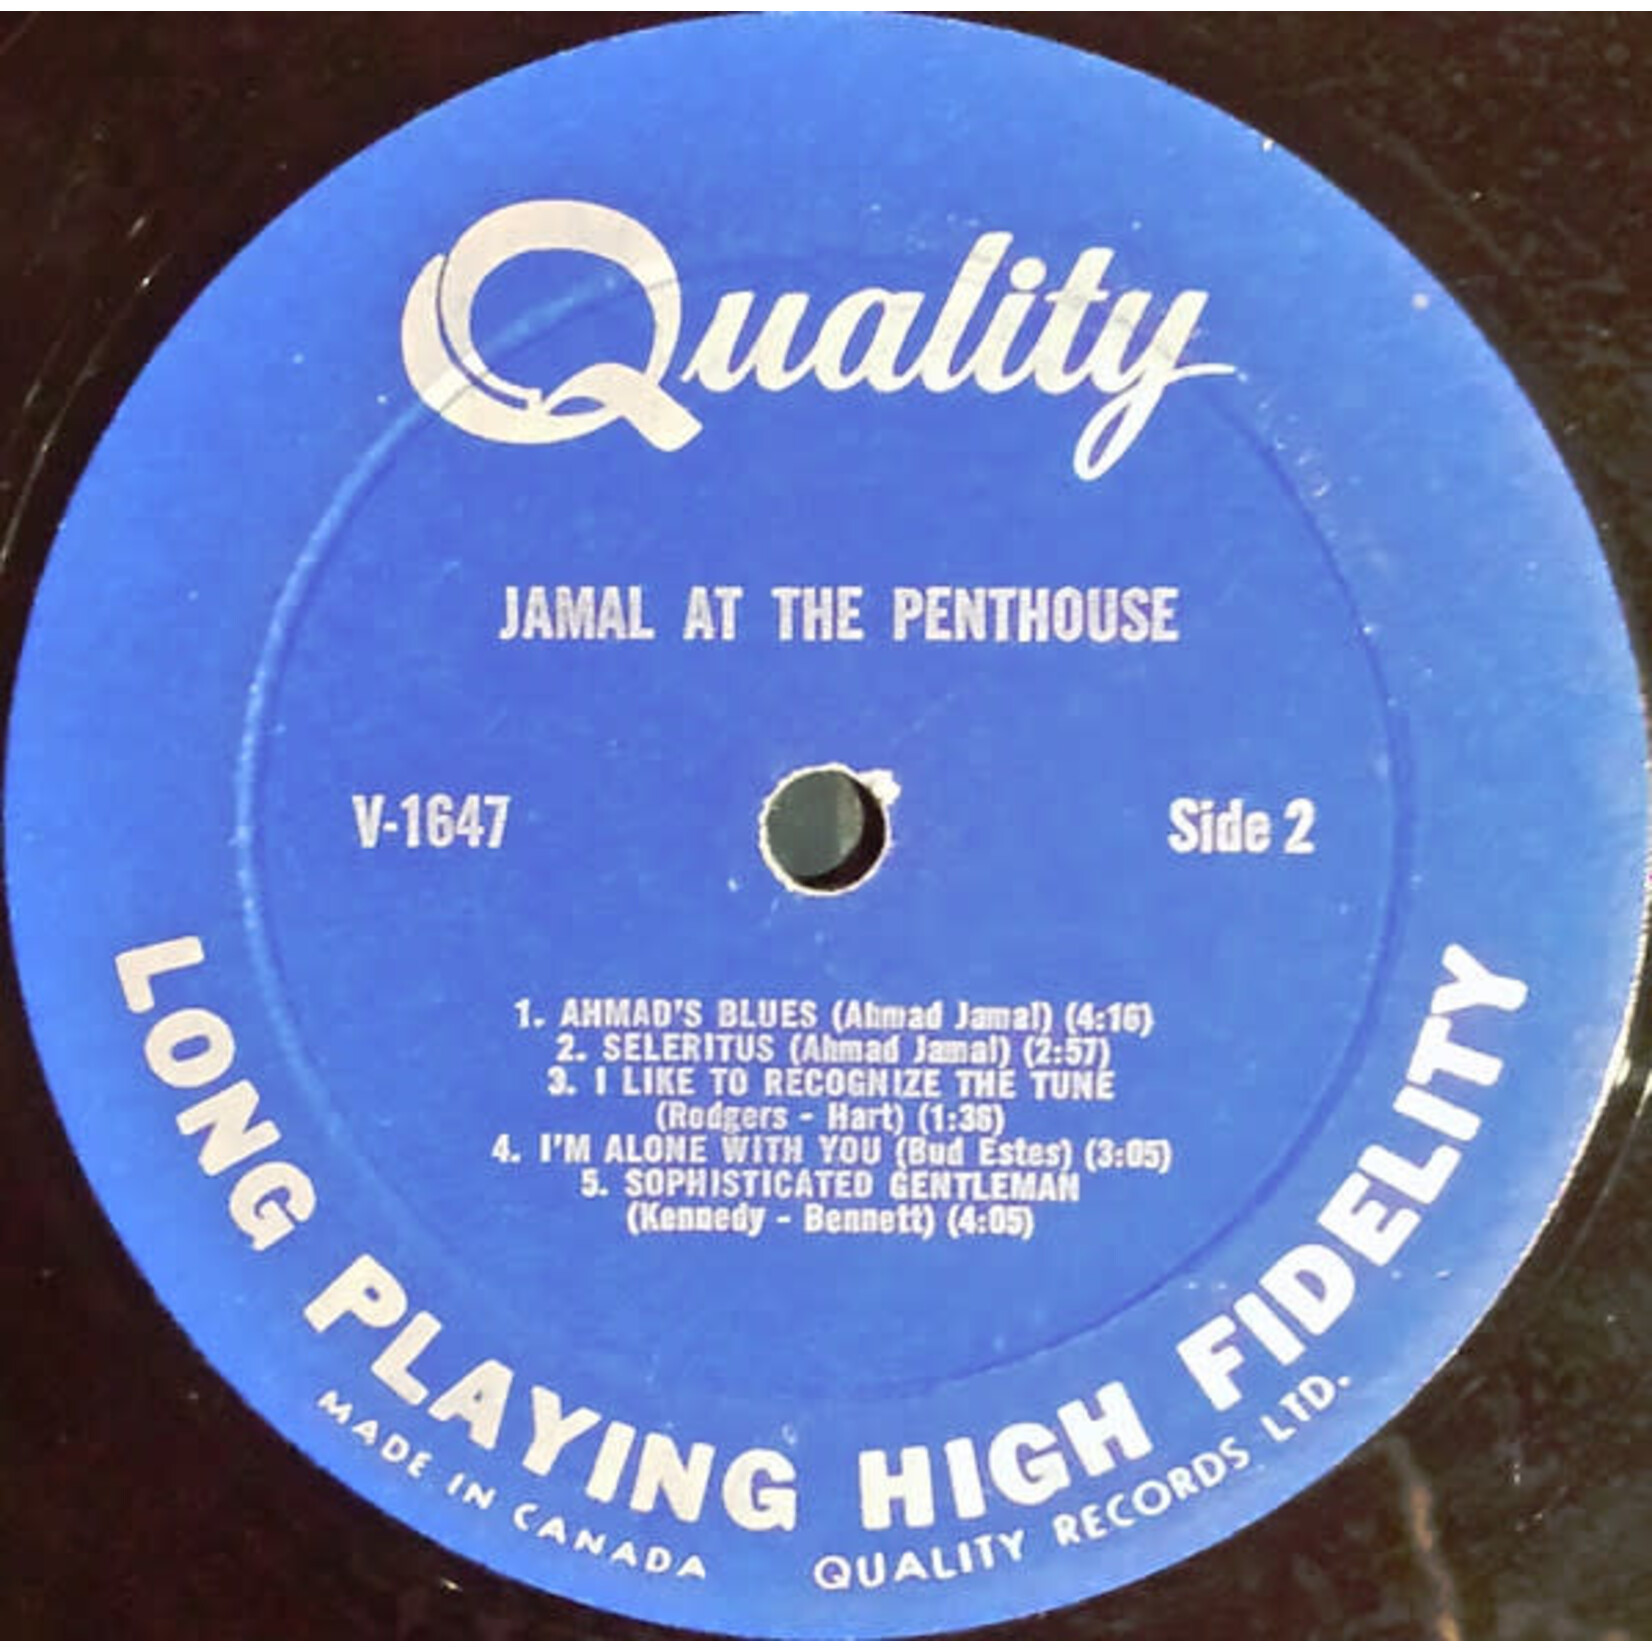 Quality
JAMAL AT THE PENTHOUSE
V-1647
Side 2
1. AHMAD'S BLUES (Ahmad Jamal) (4:16)
2. SELERITUS (Ahmad Jamal) (2:57)
3. I LIKE TO RECOGNIZE THE TUNE
(Rodgers - Hart) (1:36)
4. I'M ALONE WITH YOU (Bud Estes) (3:05)
5. SOPHISTICATED GENTLEMAN
(Kennedy - Bennett) (4:05)
LONG PLAYING HIGH FIDELITY
MADE IN CANADA QUALITY RECORDS LTD.